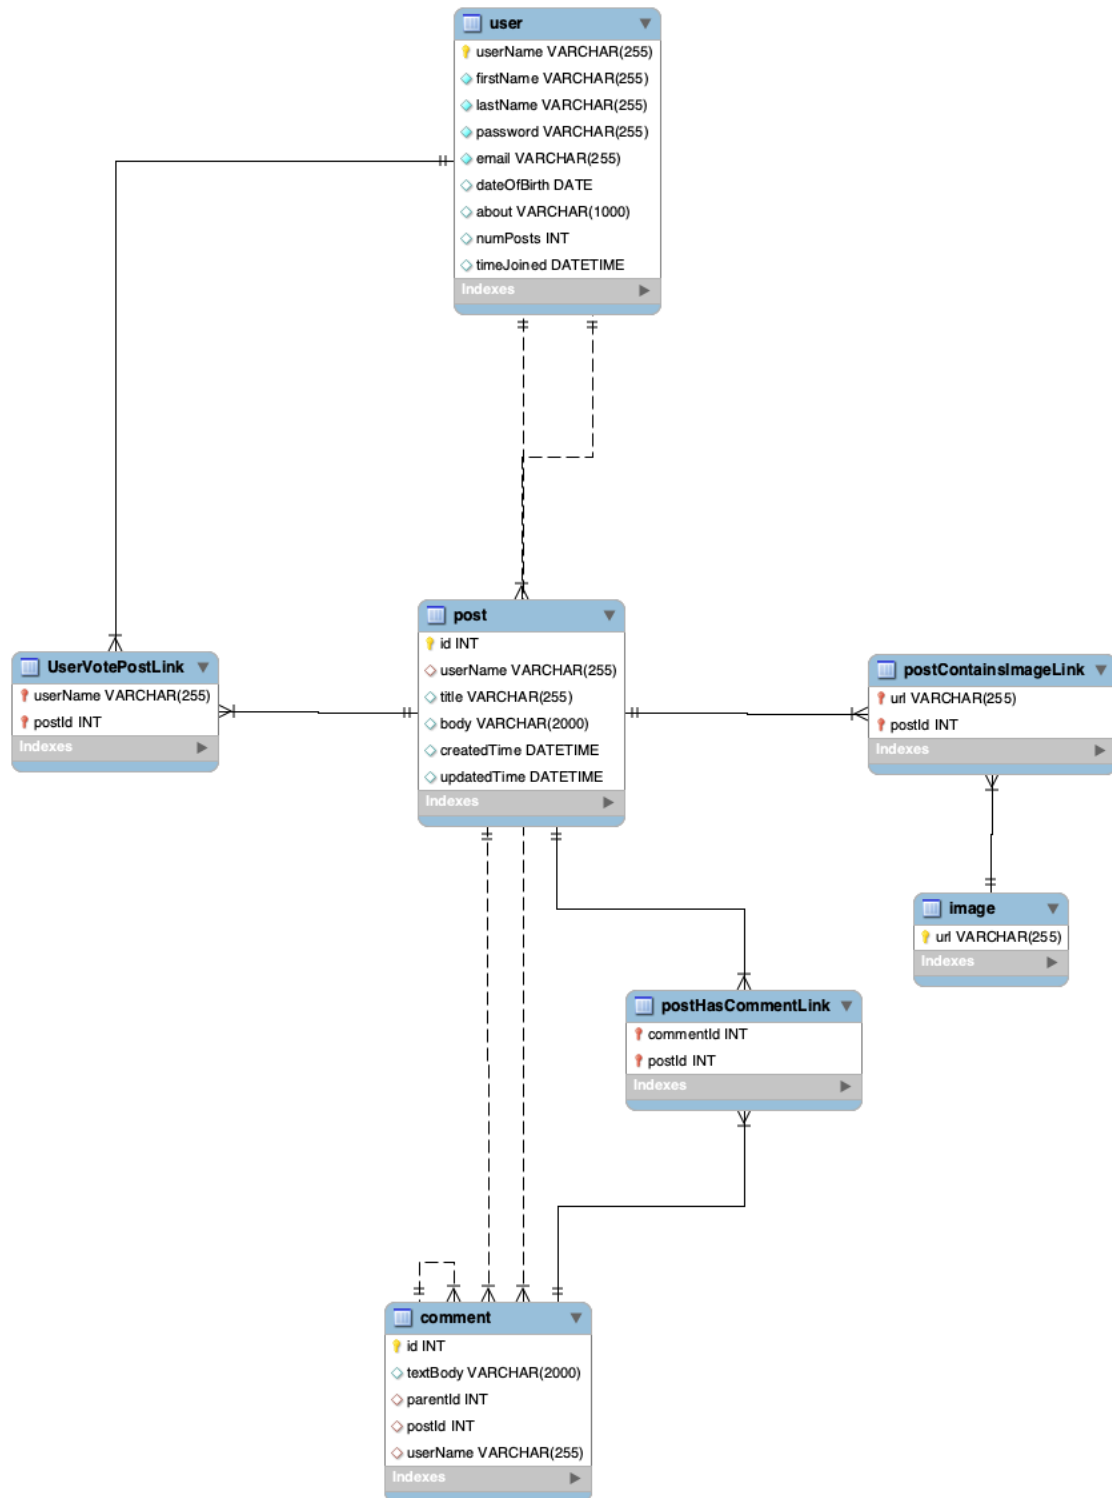 user
userName VARCHAR(255)
firstName VARCHAR(255)
lastName VARCHAR(255)
password VARCHAR(255)
email VARCHAR(255)
dateOfBirth DATE
about VARCHAR(1000)
numPosts INT
timeJoined DATETIME
Indexes
post
id INT
userName VARCHAR(255)
title VARCHAR(255)
body VARCHAR(2000)
createdTime DATETIME
updatedTime DATETIME
Indexes
UserVotePostLink
userName VARCHAR(255)
postId INT
Indexes
postContainsImageLink
url VARCHAR(255)
postId INT
Indexes
image
url VARCHAR(255)
Indexes
postHasCommentLink
commentId INT
postId INT
Indexes
comment
id INT
textBody VARCHAR(2000)
parentId INT
postId INT
userName VARCHAR(255)
Indexes